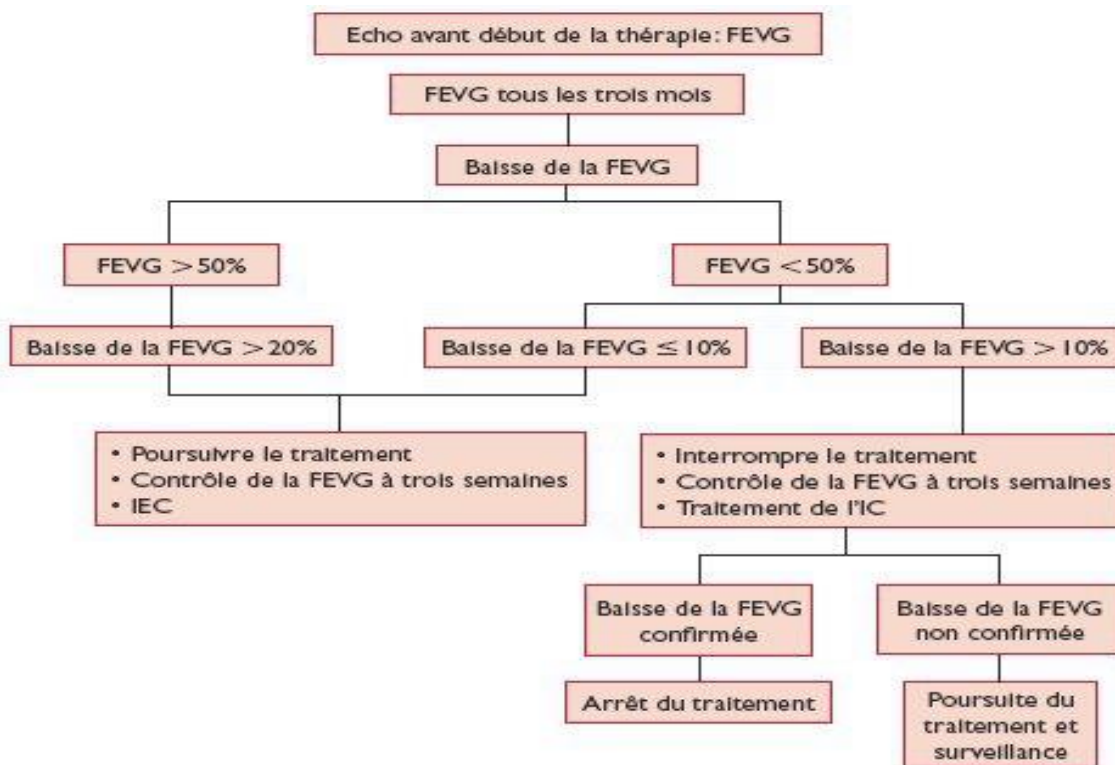 Echo avant début de la thérapie: FEVG
FEVG tous les trois mois
Baisse de la FEVG
FEVG > 50%
FEVG < 50%
Baisse de la FEVG > 20%
Baisse de la FEVG ≤ 10%
Baisse de la FEVG > 10%
• Poursuivre le traitement
• Contrôle de la FEVG à trois semaines
• IEC
• Interrompre le traitement
• Contrôle de la FEVG à trois semaines
• Traitement de l'IC
Baisse de la FEVG
confirmée
Baisse de la FEVG
non confirmée
Arrêt du traitement
Poursuite du
traitement et
surveillance